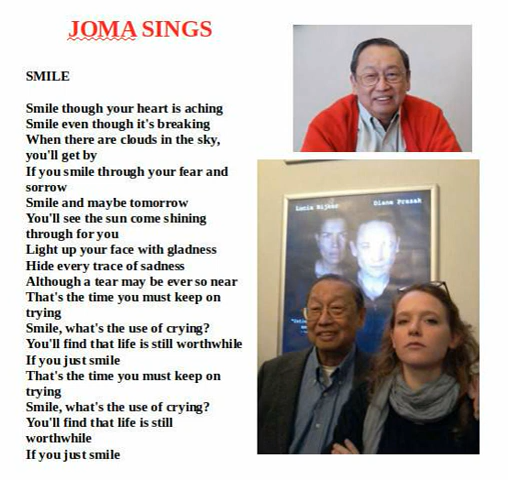 JOMA SINGS
SMILE
Smile though your heart is aching
Smile even though it's breaking
When there are clouds in the sky,
you'll get by
If you smile through your fear and
sorrow
Smile and maybe tomorrow
You'll see the sun come shining
through for you
Light up your face with gladness
Hide every trace of sadness
Although a tear may be ever so near
That's the time you must keep on
trying
Smile, what's the use of crying?
You'll find that life is still worthwhile
If you just smile
That's the time you must keep on
trying
Smile, what's the use of crying?
You'll find that life is still
worthwhile
If you just smile
Lucia Rijker Diana Prazak